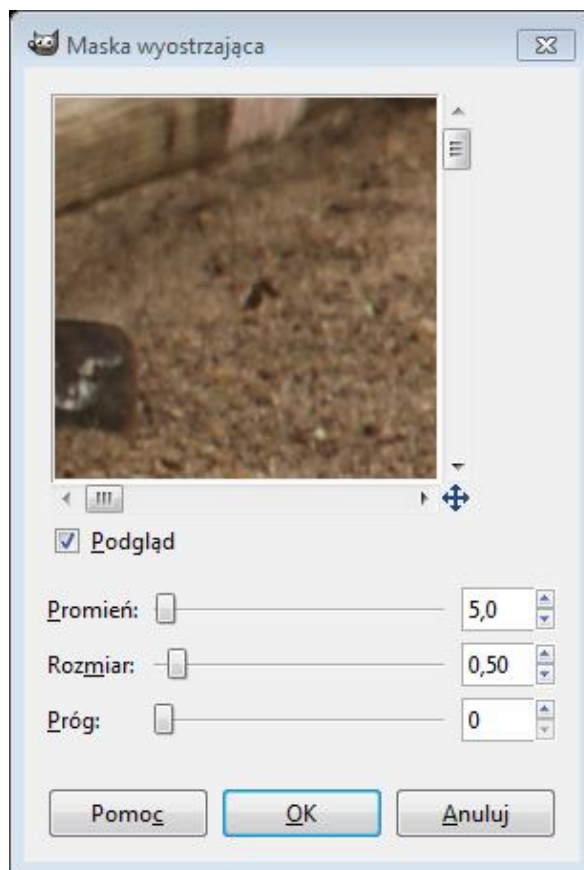 Maska wyostrzająca
Podgląd
Promień: 5,0
Rozmiar: 0,50
Próg: 0
Pomoc OK Anuluj